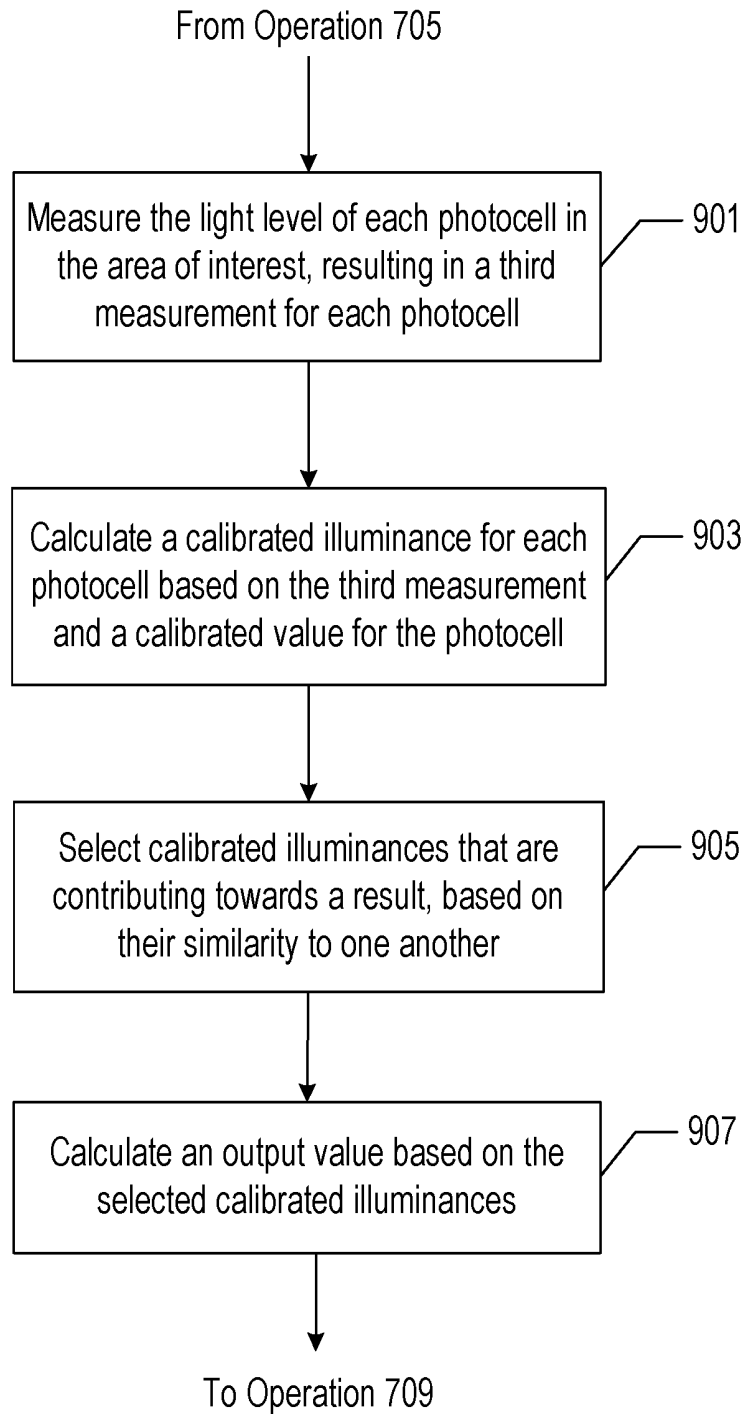 From Operation 705
Measure the light level of each photocell in
the area of interest, resulting in a third
measurement for each photocell
901
Calculate a calibrated illuminance for each
photocell based on the third measurement
and a calibrated value for the photocell
903
Select calibrated illuminances that are
contributing towards a result, based on
their similarity to one another
905
Calculate an output value based on the
selected calibrated illuminances
907
To Operation 709